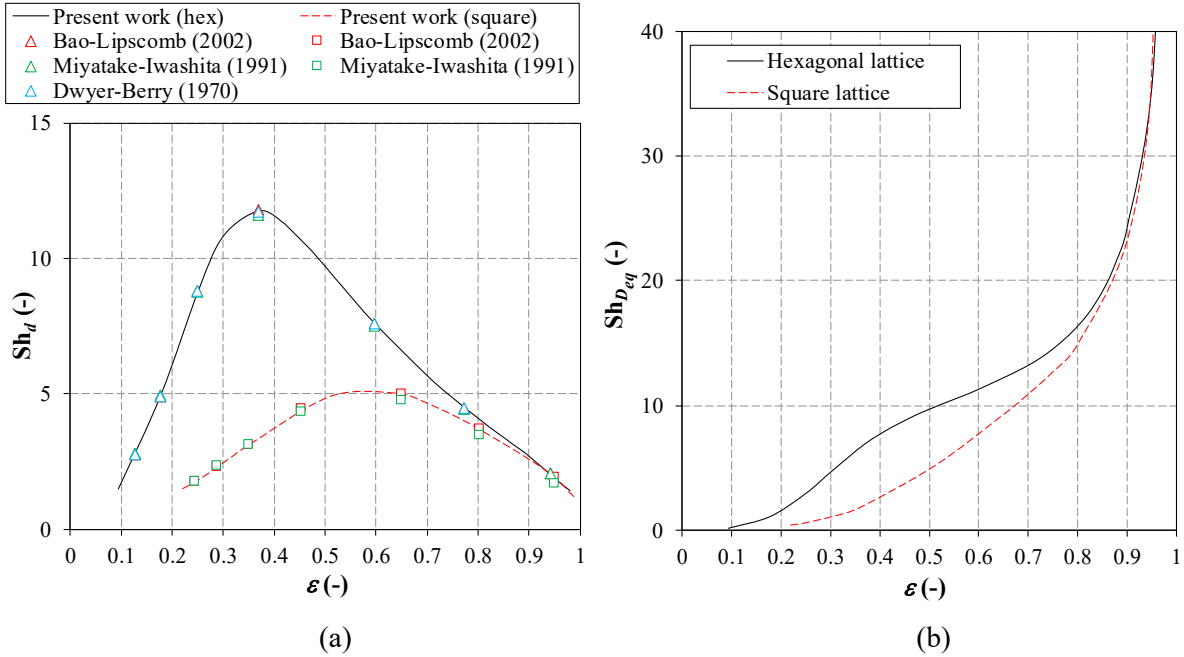 Present work (hex)
Present work (square)
Bao-Lipscomb (2002)
Bao-Lipscomb (2002)
Miyatake-Iwashita (1991)
Miyatake-Iwashita (1991)
Dwyer-Berry (1970)
15
10
5
0
Sh_d (-)
0 0.1 0.2 0.3 0.4 0.5 0.6 0.7 0.8 0.9 1
ε (-)
(a)
Hexagonal lattice
Square lattice
40
30
20
10
0
Sh_{D_{eq}} (-)
0 0.1 0.2 0.3 0.4 0.5 0.6 0.7 0.8 0.9 1
ε (-)
(b)